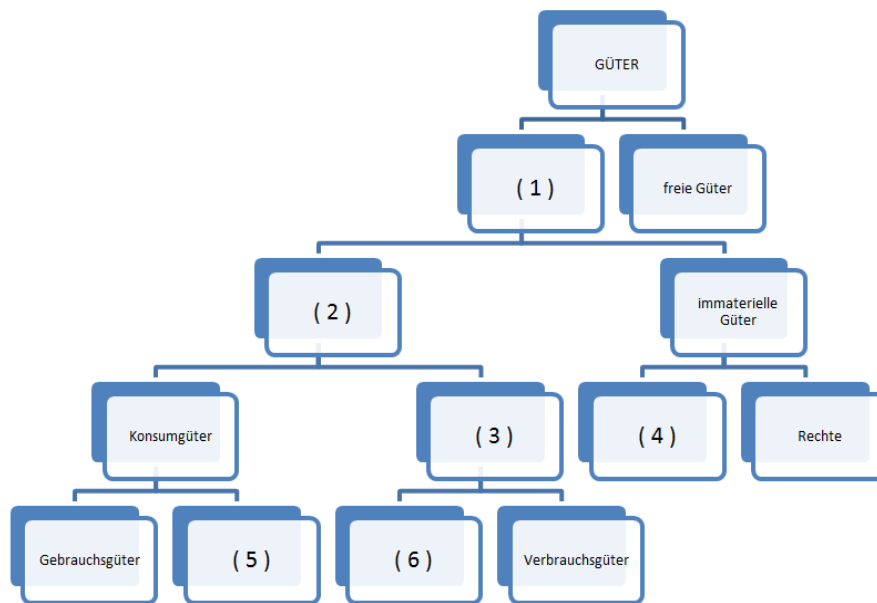 GÜTER
( 1 )
freie Güter
( 2 )
immaterielle
Güter
Konsumgüter
( 3 )
( 4 )
Rechte
Gebrauchsgüter
( 5 )
( 6 )
Verbrauchsgüter